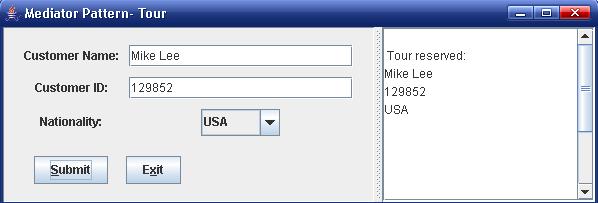 Mediator Pattern- Tour
Customer Name: Mike Lee
Customer ID: 129852
Nationality: USA
Submit Exit
Tour reserved:
Mike Lee
129852
USA